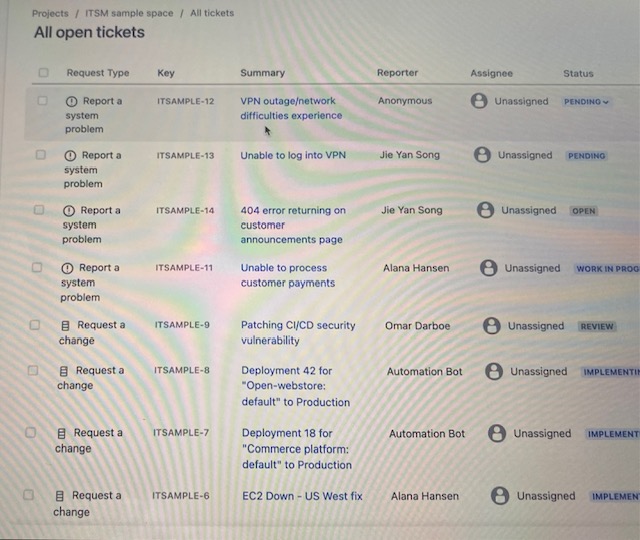 Projects / ITSM sample space / All tickets
All open tickets
Request Type Key Summary Reporter Assignee Status
Report a system problem ITSAMPLE-12 VPN outage/network difficulties experience Anonymous Unassigned PENDING
Report a system problem ITSAMPLE-13 Unable to log into VPN Jie Yan Song Unassigned PENDING
Report a system problem ITSAMPLE-14 404 error returning on customer announcements page Jie Yan Song Unassigned OPEN
Report a system problem ITSAMPLE-11 Unable to process customer payments Alana Hansen Unassigned WORK IN PROG
Request a change ITSAMPLE-9 Patching CI/CD security vulnerability Omar Darboe Unassigned REVIEW
Request a change ITSAMPLE-8 Deployment 42 for "Open-webstore: default" to Production Automation Bot Unassigned IMPLEMENTIN
Request a change ITSAMPLE-7 Deployment 18 for "Commerce platform: default" to Production Automation Bot Unassigned IMPLEMENT
Request a change ITSAMPLE-6 EC2 Down - US West fix Alana Hansen Unassigned IMPLEMEN